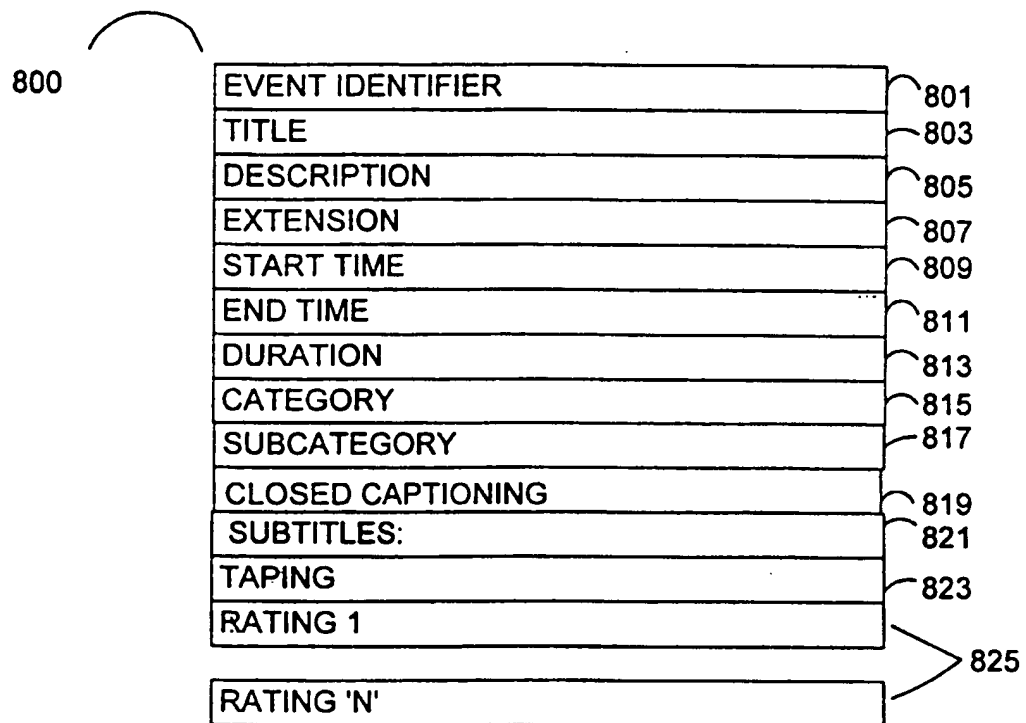 800
EVENT IDENTIFIER 801
TITLE 803
DESCRIPTION 805
EXTENSION 807
START TIME 809
END TIME 811
DURATION 813
CATEGORY 815
SUBCATEGORY 817
CLOSED CAPTIONING 819
SUBTITLES: 821
TAPING 823
RATING 1
825
RATING 'N'